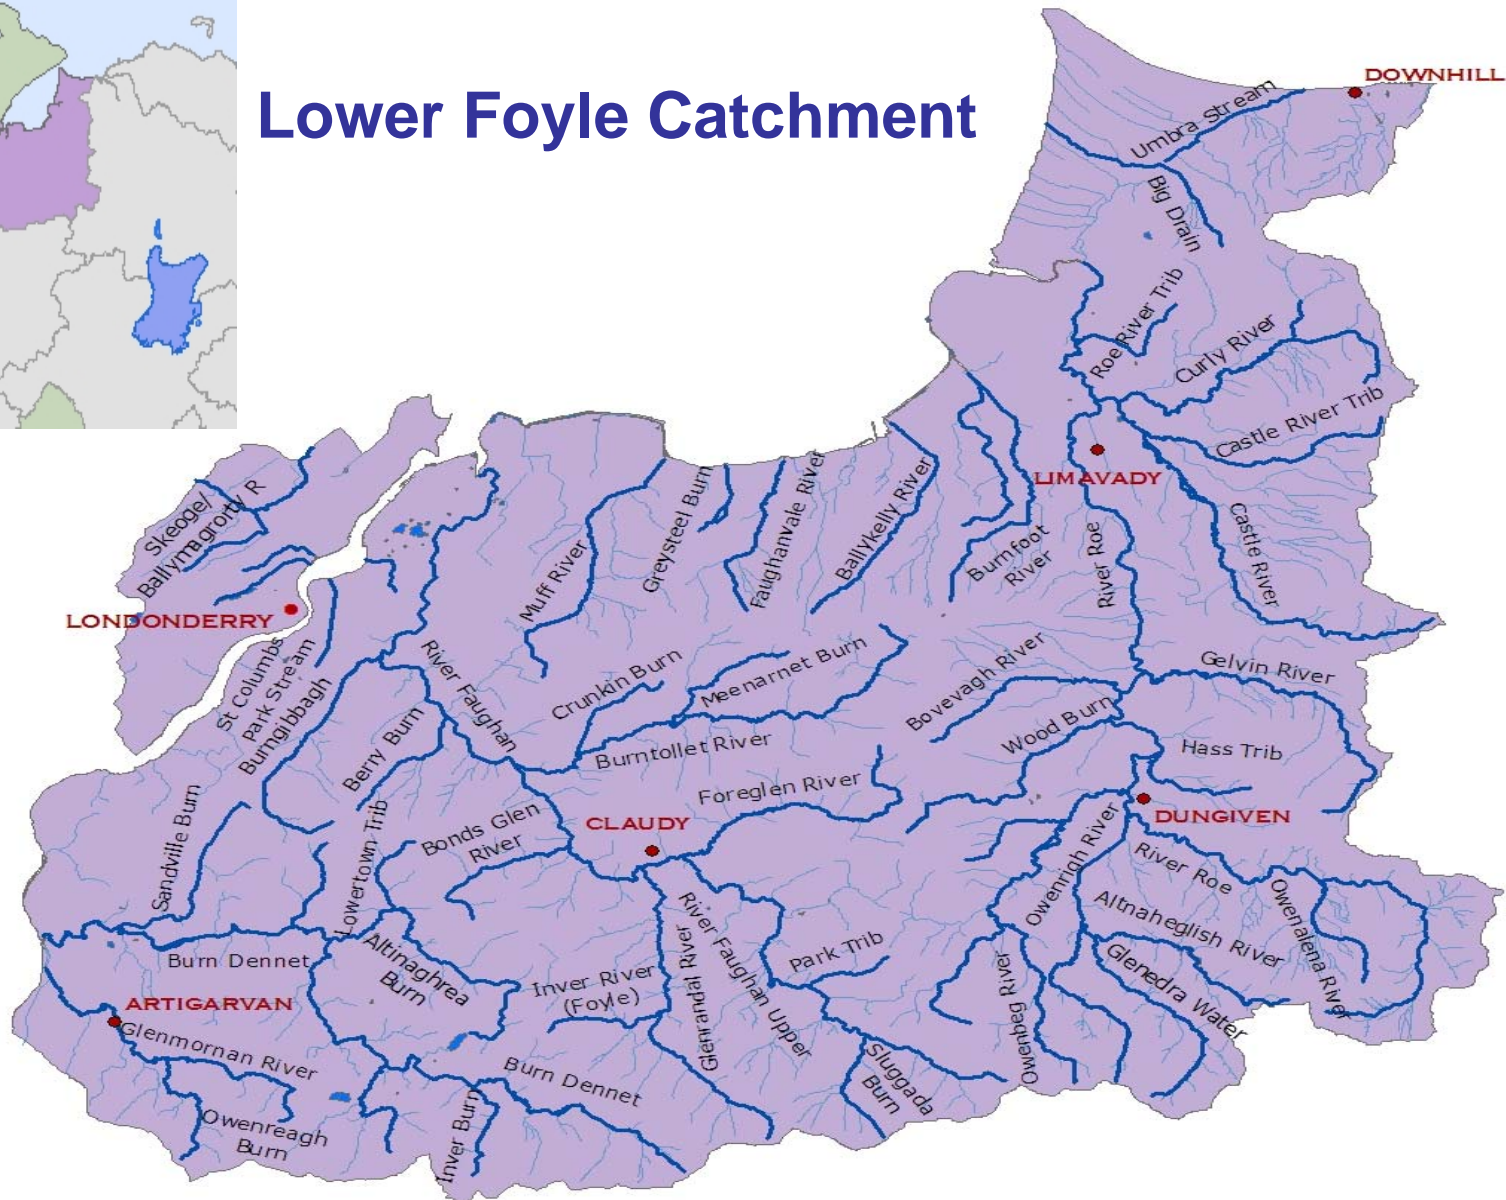 Lower Foyle Catchment
DOWNHILL
Umbra Stream
Big Drain
Roe River Trib
Curly River
Castle River Trib
LIMAVADY
Castle River
River Roe
Burnfoot
River
Ballykelly River
Faughanvale River
Greysteel Burn
Muff River
Skeoge/
Ballymagrorty R
LONDONDERRY
St Columbs
Park Stream
Burngibbagh
River Faughan
Crunkin Burn
Meenarnet Burn
Bovevagh River
Gelvin River
Wood Burn
Hass Trib
Burntollet River
Berry Burn
Foreglen River
Sandville Burn
Lowertown Trib
Bonds Glen
River
CLAUDY
DUNGIVEN
Owenrigh River
River Roe
Owenalena River
Altnaheglish River
Glenedra Water
River Faughan Upper
Glenrandal River
Park Trib
Owenbeg River
Burn Dennet
Altinaghrea
Burn
Inver River
(Foyle)
ARTIGARVAN
Glenmornan River
Burn Dennet
Sluggada
Burn
Owenreagh
Burn
Inver Burn